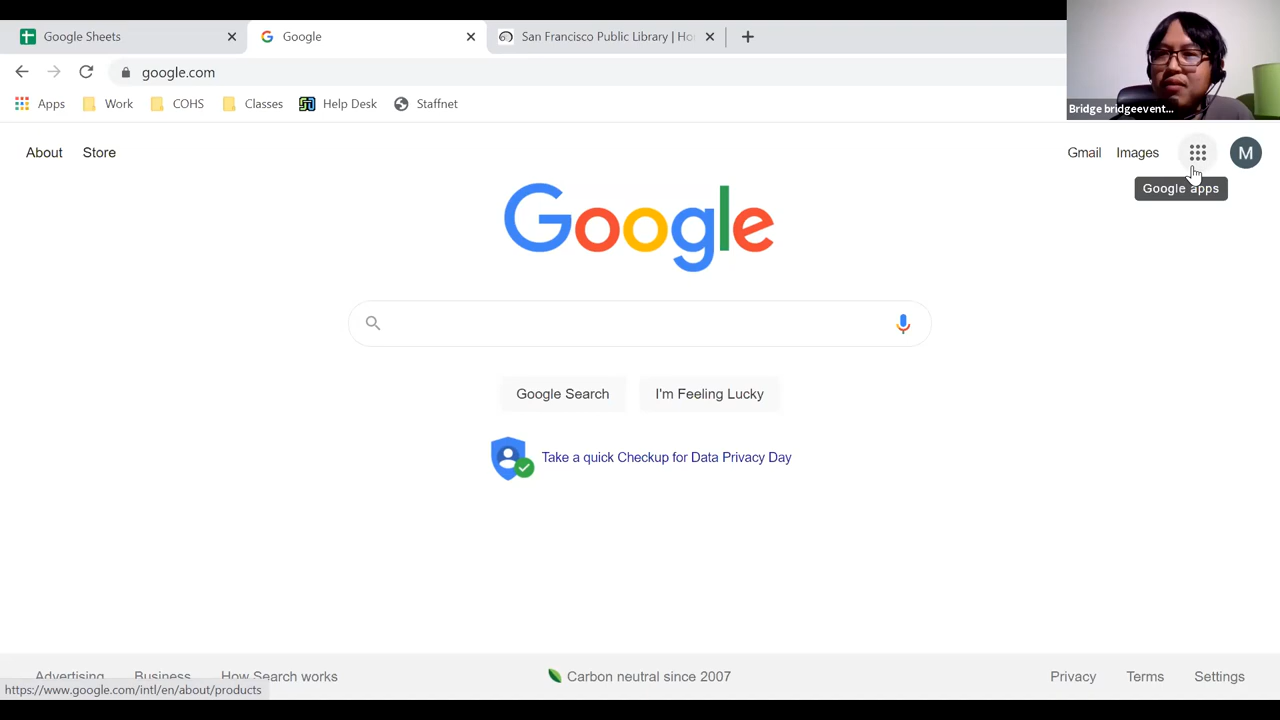 Google Sheets
Google
San Francisco Public Library | Ho
google.com
Apps
Work
COHS
Classes
Help Desk
Staffnet
Bridge bridgeevent...
About
Store
Gmail
Images
M
Google apps
Google
Google Search
I'm Feeling Lucky
Take a quick Checkup for Data Privacy Day
Advertising
Business
How Search works
Carbon neutral since 2007
Privacy
Terms
Settings
https://www.google.com/intl/en/about/products